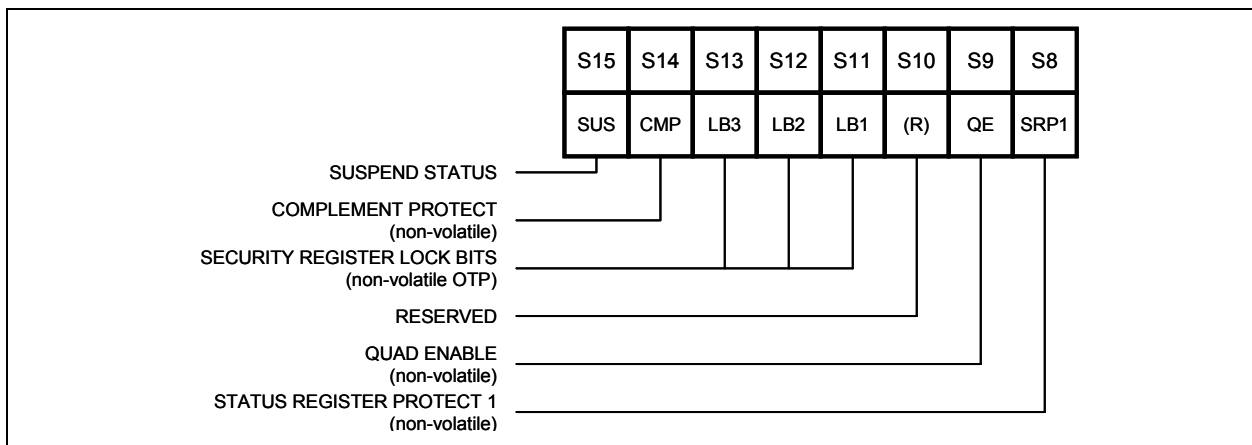 S15 S14 S13 S12 S11 S10 S9 S8
SUS CMP LB3 LB2 LB1 (R) QE SRP1
SUSPEND STATUS
COMPLEMENT PROTECT
(non-volatile)
SECURITY REGISTER LOCK BITS
(non-volatile OTP)
RESERVED
QUAD ENABLE
(non-volatile)
STATUS REGISTER PROTECT 1
(non-volatile)